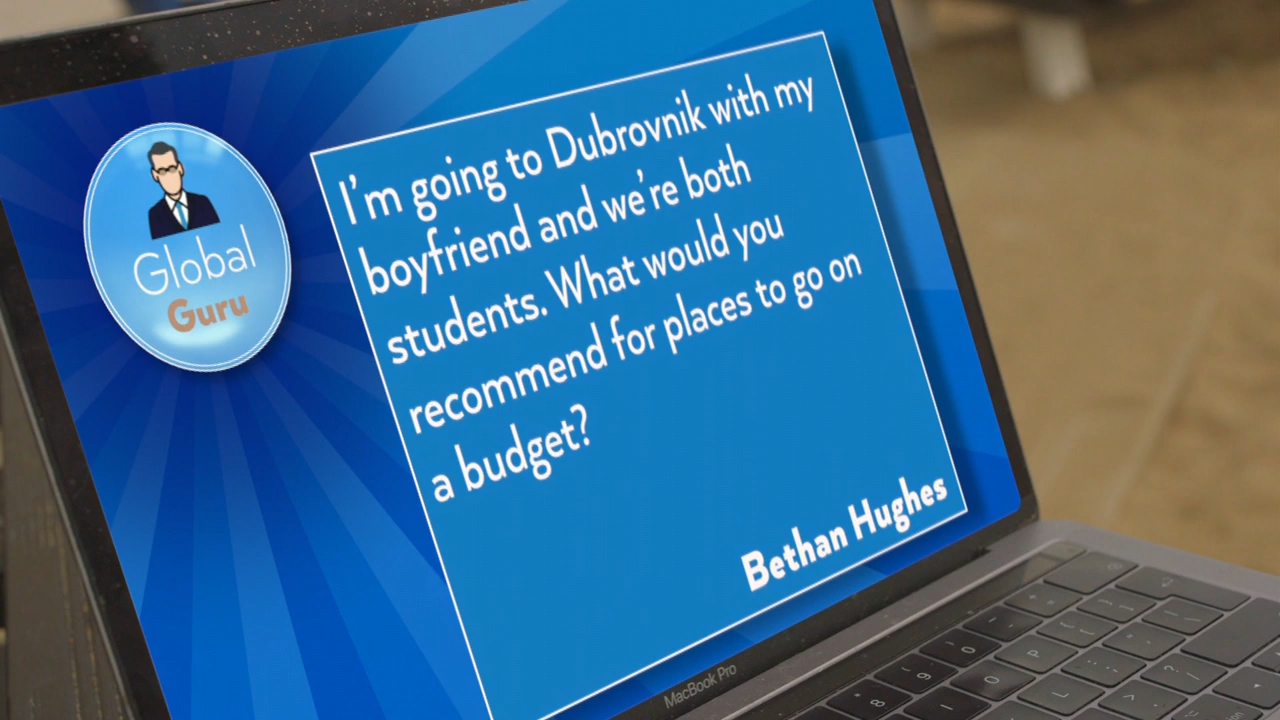 Global
Guru
I'm going to Dubrovnik with my
boyfriend and we're both
students. What would you
recommend for places to go on
a budget?
Bethan Hughes
MacBook Pro